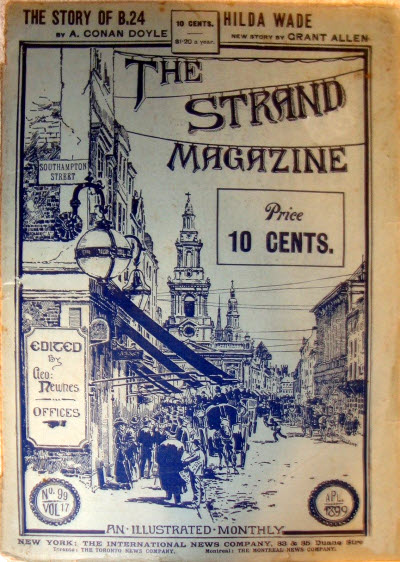 THE STORY OF B.24
BY A. CONAN DOYLE
10 CENTS.
$1.20 a year.
HILDA WADE
NEW STORY BY GRANT ALLEN
THE
STRAND
MAGAZINE
SOUTHAMPTON
STREET
Price
10 CENTS.
EDITED
By
Geo:
Newnes
OFFICES
No. 99
VOL 17
APL.
1899
AN ILLUSTRATED MONTHLY
NEW YORK: THE INTERNATIONAL NEWS COMPANY, 83 & 85 Duane Stre
Toronto: THE TORONTO NEWS COMPANY. Montreal: THE MONTREAL NEWS COMPANY.